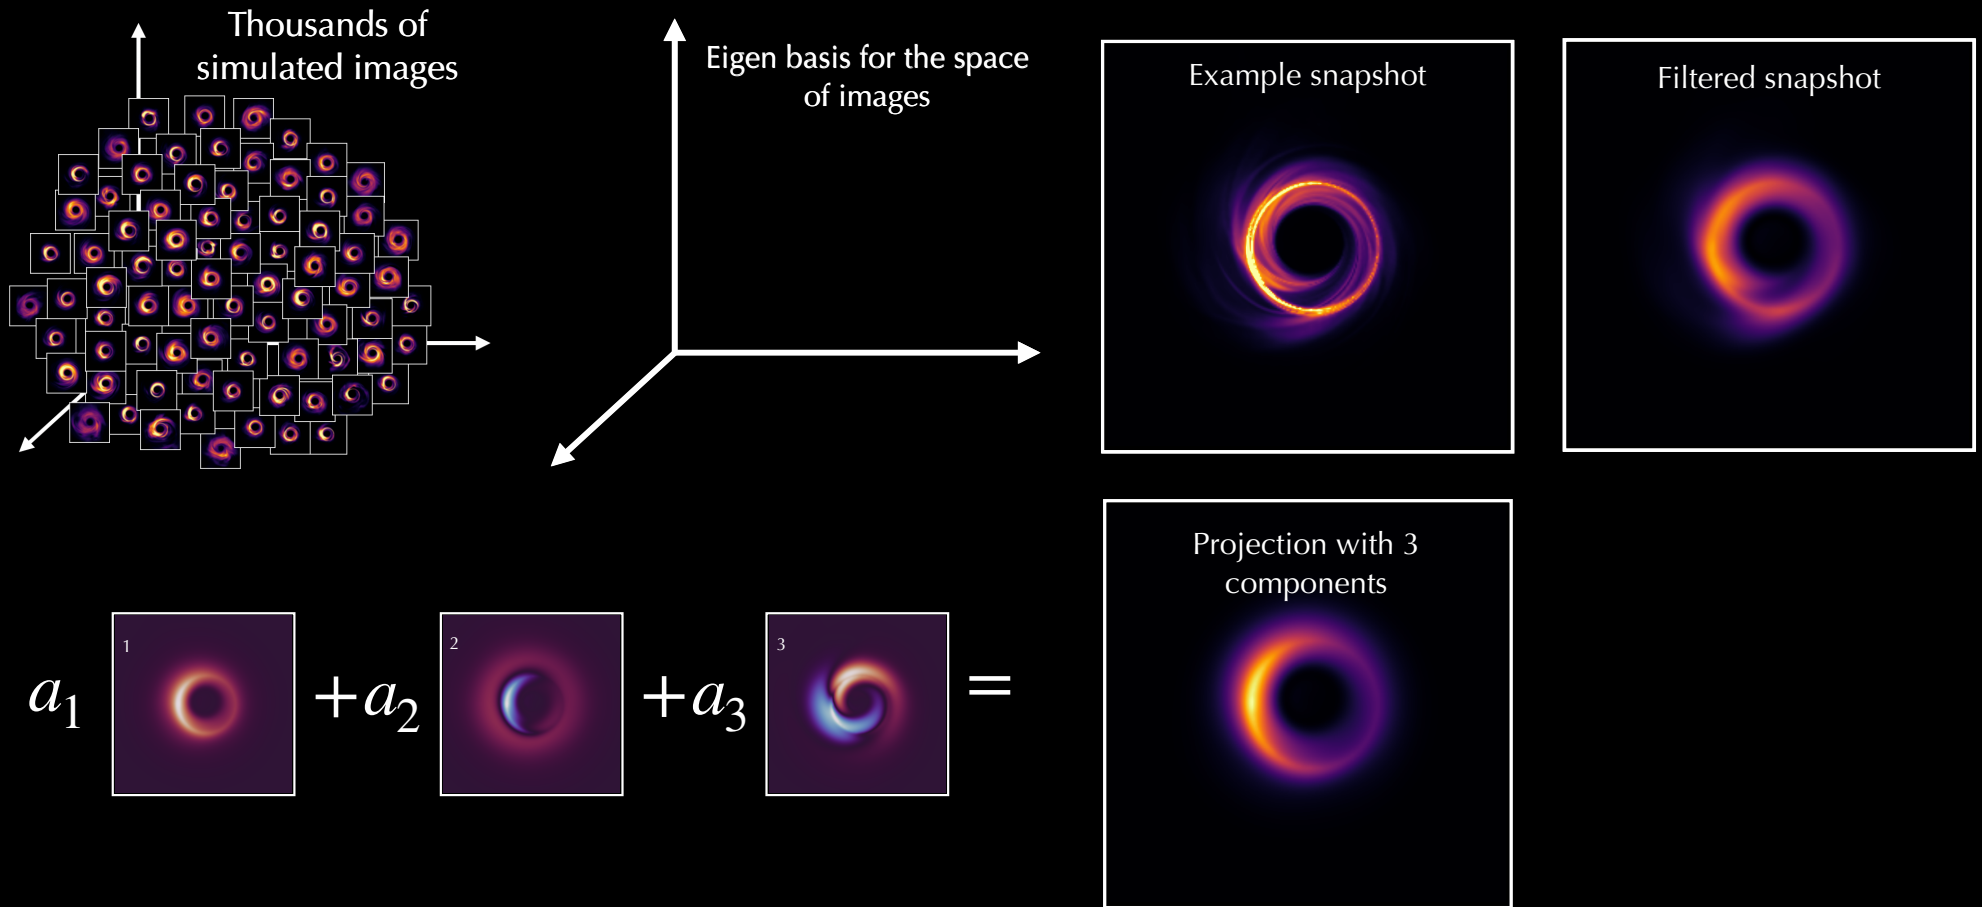 Thousands of
simulated images
Eigen basis for the space
of images
Example snapshot
Filtered snapshot
a₁ 1 +a₂ 2 +a₃ 3 =
Projection with 3
components